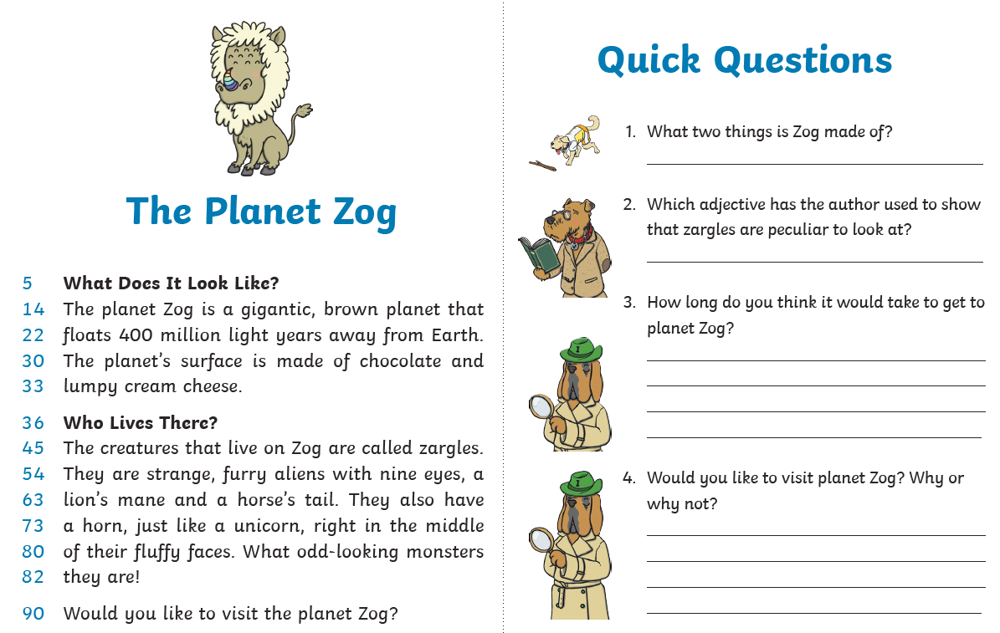 The Planet Zog
5 What Does It Look Like?
14 The planet Zog is a gigantic, brown planet that
22 floats 400 million light years away from Earth.
30 The planet's surface is made of chocolate and
33 lumpy cream cheese.
36 Who Lives There?
45 The creatures that live on Zog are called zargles.
54 They are strange, furry aliens with nine eyes, a
63 lion's mane and a horse's tail. They also have
73 a horn, just like a unicorn, right in the middle
80 of their fluffy faces. What odd-looking monsters
82 they are!
90 Would you like to visit the planet Zog?
Quick Questions
1. What two things is Zog made of?
2. Which adjective has the author used to show
that zargles are peculiar to look at?
3. How long do you think it would take to get to
planet Zog?
I
4. Would you like to visit planet Zog? Why or
why not?
I